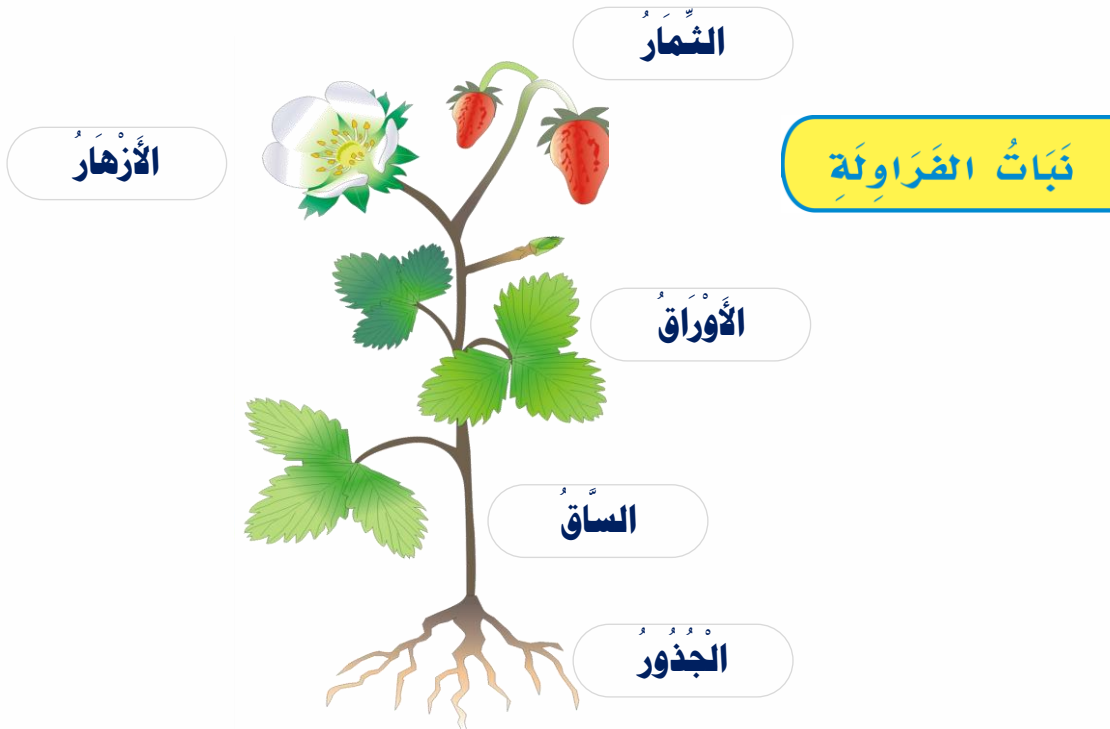 الثِّمَارُ
نَبَاتُ الفَرَاوِلَةِ
الأَزْهَارُ
الأَوْرَاقُ
السَّاقُ
الْجُذُورُ